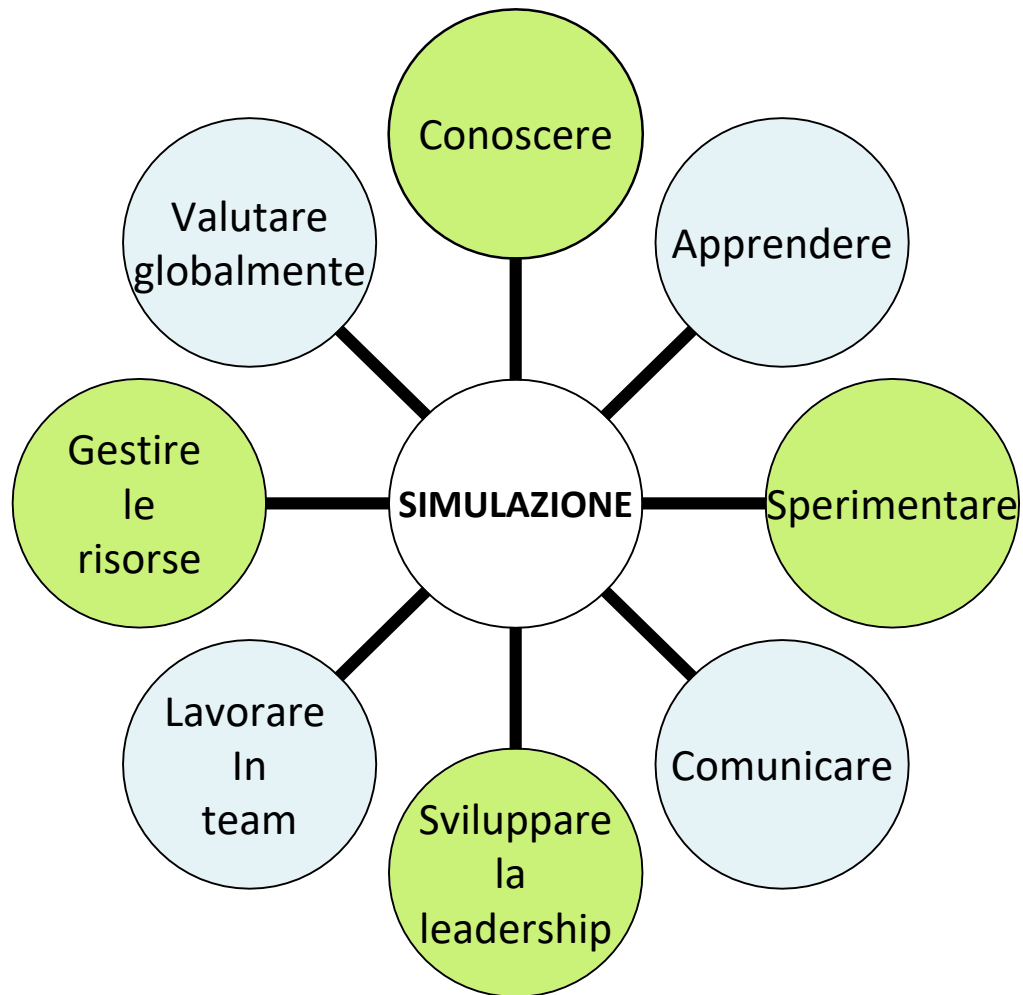 Conoscere
Valutare
globalmente
Apprendere
Gestire
le
risorse
SIMULAZIONE
Sperimentare
Lavorare
In
team
Comunicare
Sviluppare
la
leadership